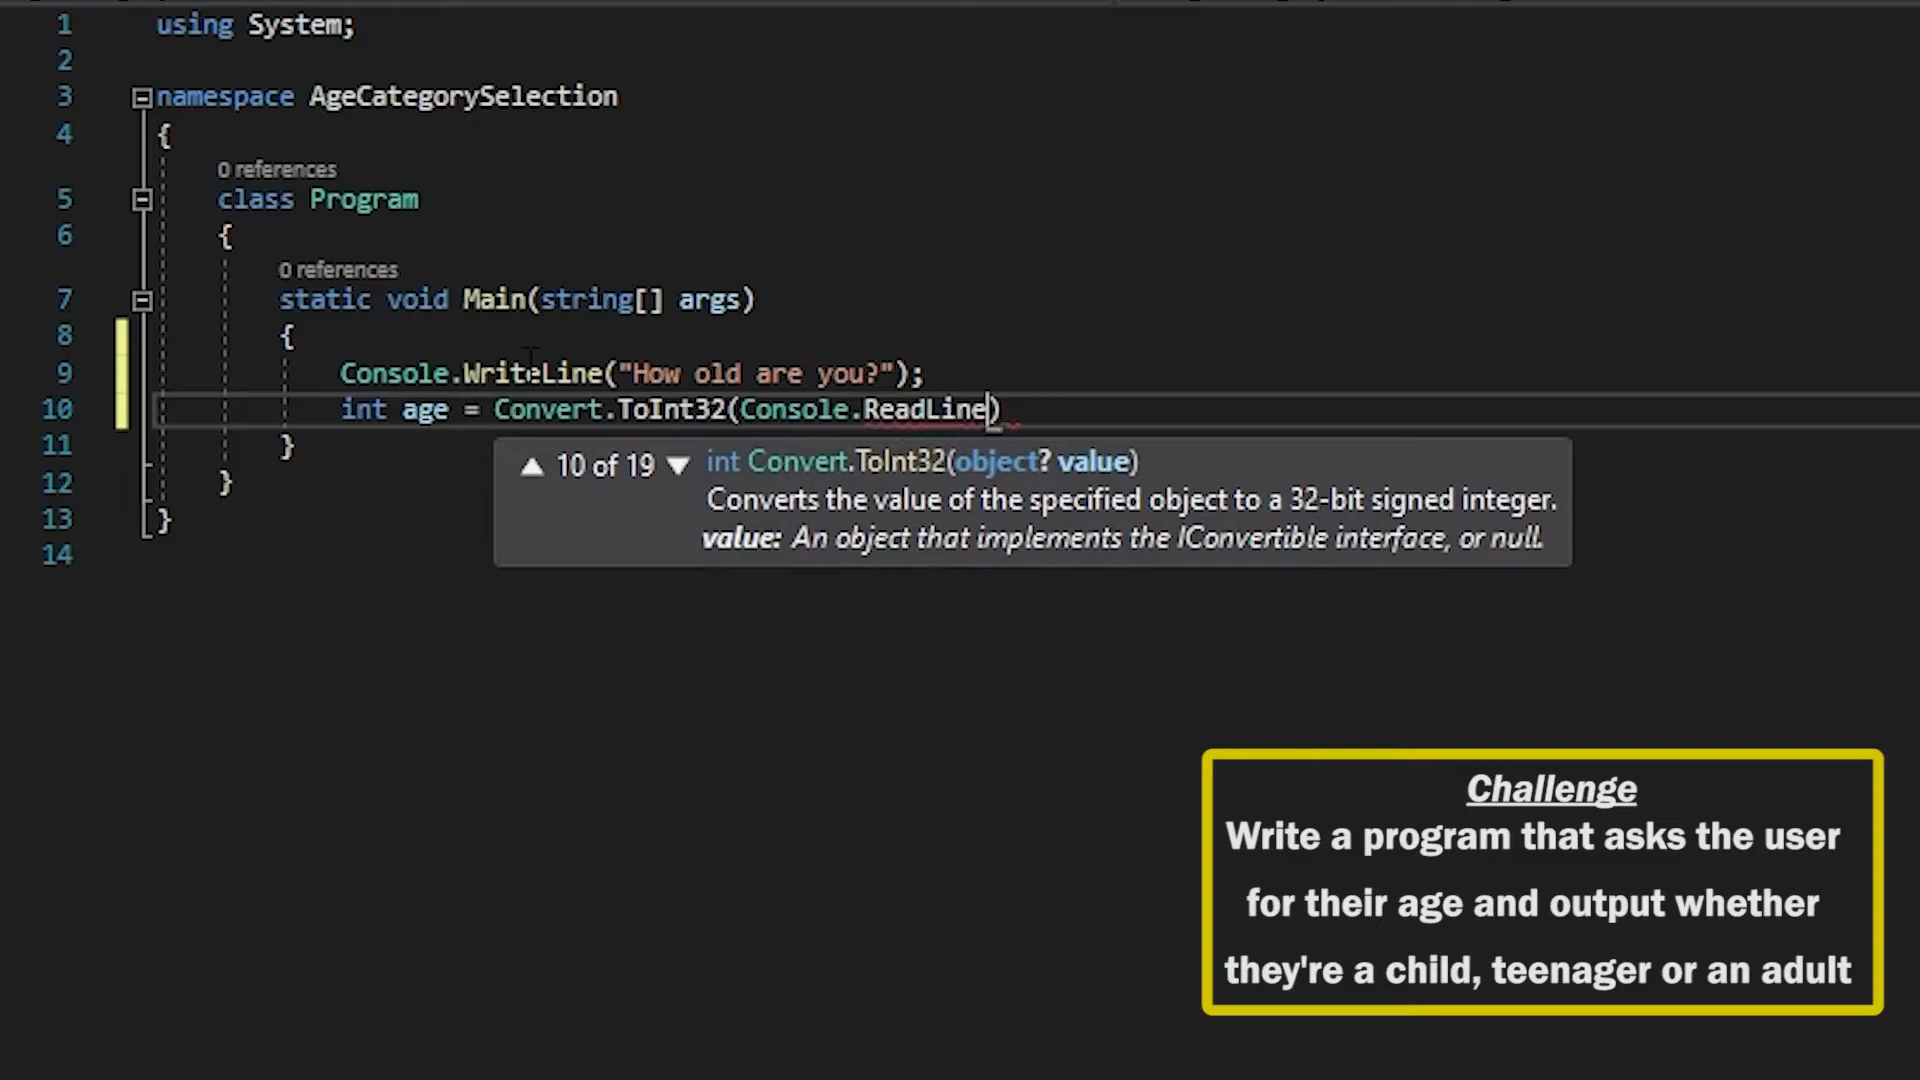 1 using System;
2
3 namespace AgeCategorySelection
4 {
0 references
5 class Program
6 {
0 references
7 static void Main(string[] args)
8 {
9 Console.WriteLine("How old are you?");
10 int age = Convert.ToInt32(Console.ReadLine)
11 }
12 }
13 }
14
▲ 10 of 19 ▼ int Convert.ToInt32(object? value)
Converts the value of the specified object to a 32-bit signed integer.
value: An object that implements the IConvertible interface, or null.
Challenge
Write a program that asks the user
for their age and output whether
they're a child, teenager or an adult